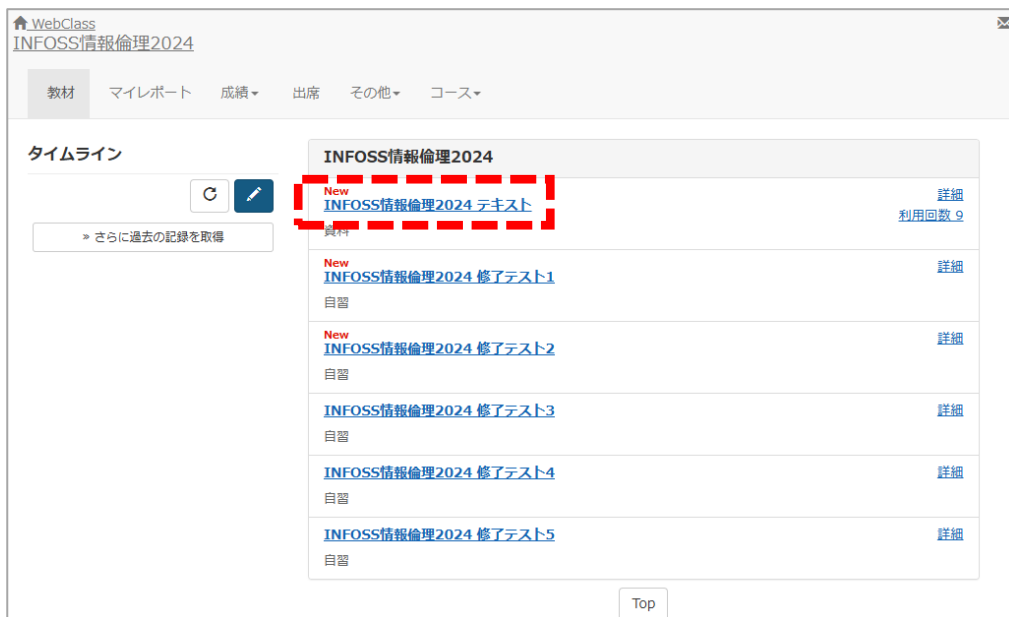 WebClass
INFOSS情報倫理2024
教材 マイレポート 成績 出席 その他 コース
タイムライン
» さらに過去の記録を取得
INFOSS情報倫理2024
New
INFOSS情報倫理2024 テキスト
詳細
利用回数 9
資料
New
INFOSS情報倫理2024 修了テスト1
詳細
自習
New
INFOSS情報倫理2024 修了テスト2
詳細
自習
INFOSS情報倫理2024 修了テスト3
詳細
自習
INFOSS情報倫理2024 修了テスト4
詳細
自習
INFOSS情報倫理2024 修了テスト5
詳細
自習
Top